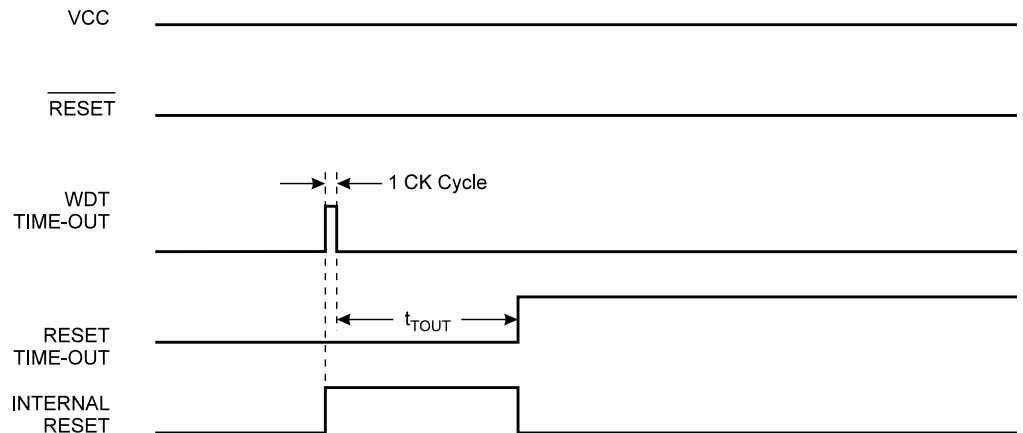 VCC
RESET
1 CK Cycle
WDT
TIME-OUT
tTOUT
RESET
TIME-OUT
INTERNAL
RESET